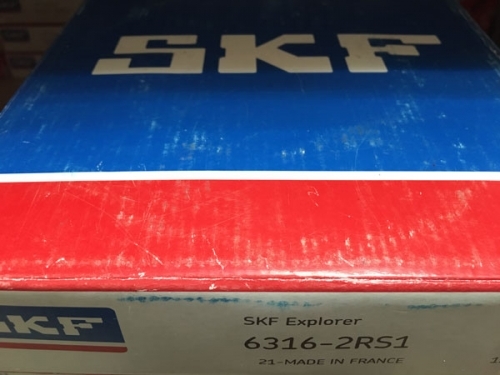 SKF
SKF
SKF Explorer
6316-2RS1
21-MADE IN FRANCE